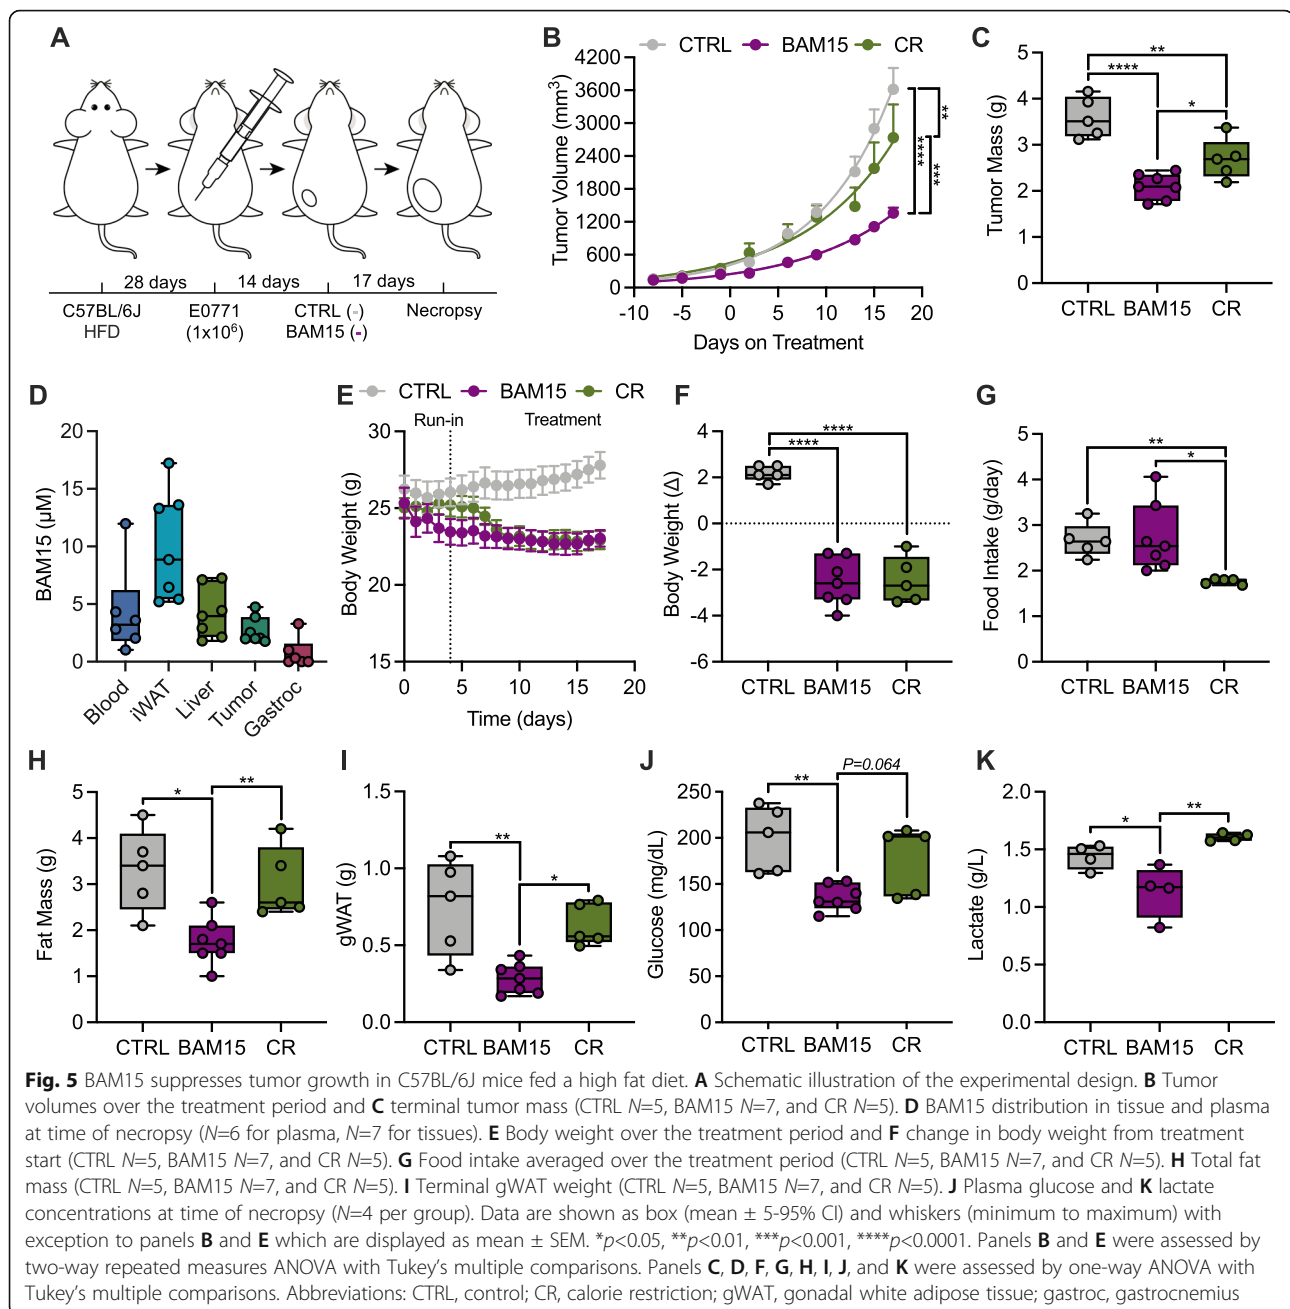 A
28 days
14 days
17 days
C57BL/6J
HFD
E0771
(1x10⁶)
CTRL (-)
BAM15 (-)
Necropsy
B
CTRL
BAM15
CR
Tumor Volume (mm³)
4200
3600
3000
2400
1800
1200
600
0
-10
-5
0
5
10
15
20
Days on Treatment
**
****
***
C
Tumor Mass (g)
5
4
3
2
1
0
**
****
*
CTRL
BAM15
CR
D
BAM15 (µM)
20
15
10
5
0
Blood
iWAT
Liver
Tumor
Gastroc
E
CTRL
BAM15
CR
Run-in
Treatment
Body Weight (g)
30
25
20
15
0
5
10
15
20
Time (days)
F
Body Weight (Δ)
4
2
0
-2
-4
-6
****
****
CTRL
BAM15
CR
G
Food Intake (g/day)
5
4
3
2
1
0
**
*
CTRL
BAM15
CR
H
Fat Mass (g)
5
4
3
2
1
0
*
**
CTRL
BAM15
CR
I
gWAT (g)
1.5
1.0
0.5
0.0
**
*
CTRL
BAM15
CR
J
Glucose (mg/dL)
250
200
150
100
50
0
**
P=0.064
CTRL
BAM15
CR
K
Lactate (g/L)
2.0
1.5
1.0
0.5
0.0
*
**
CTRL
BAM15
CR
Fig. 5 BAM15 suppresses tumor growth in C57BL/6J mice fed a high fat diet. A Schematic illustration of the experimental design. B Tumor
volumes over the treatment period and C terminal tumor mass (CTRL N=5, BAM15 N=7, and CR N=5). D BAM15 distribution in tissue and plasma
at time of necropsy (N=6 for plasma, N=7 for tissues). E Body weight over the treatment period and F change in body weight from treatment
start (CTRL N=5, BAM15 N=7, and CR N=5). G Food intake averaged over the treatment period (CTRL N=5, BAM15 N=7, and CR N=5). H Total fat
mass (CTRL N=5, BAM15 N=7, and CR N=5). I Terminal gWAT weight (CTRL N=5, BAM15 N=7, and CR N=5). J Plasma glucose and K lactate
concentrations at time of necropsy (N=4 per group). Data are shown as box (mean ± 5-95% CI) and whiskers (minimum to maximum) with
exception to panels B and E which are displayed as mean ± SEM. *p<0.05, **p<0.01, ***p<0.001, ****p<0.0001. Panels B and E were assessed by
two-way repeated measures ANOVA with Tukey's multiple comparisons. Panels C, D, F, G, H, I, J, and K were assessed by one-way ANOVA with
Tukey's multiple comparisons. Abbreviations: CTRL, control; CR, calorie restriction; gWAT, gonadal white adipose tissue; gastroc, gastrocnemius